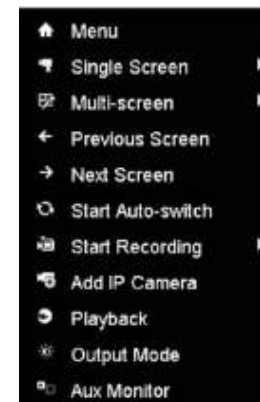 Menu
Single Screen
Multi-screen
Previous Screen
Next Screen
Start Auto-switch
Start Recording
Add IP Camera
Playback
Output Mode
Aux Monitor